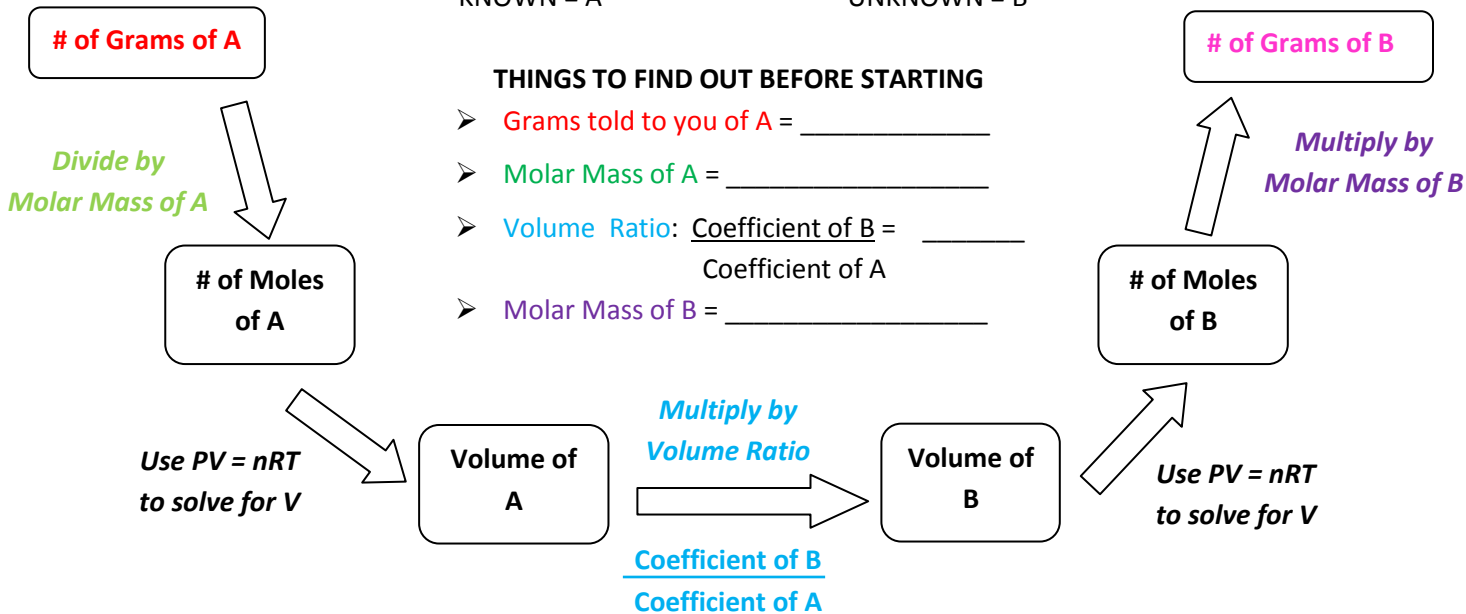 KNOWN = A UNKNOWN = B
# of Grams of A
# of Grams of B
THINGS TO FIND OUT BEFORE STARTING
➢ Grams told to you of A = _____________
➢ Molar Mass of A = __________________
➢ Volume Ratio: Coefficient of B = _______
Coefficient of A
➢ Molar Mass of B = __________________
Divide by
Molar Mass of A
Multiply by
Molar Mass of B
# of Moles
of A
# of Moles
of B
Use PV = nRT
to solve for V
Volume of
A
Multiply by
Volume Ratio
Coefficient of B
Coefficient of A
Volume of
B
Use PV = nRT
to solve for V